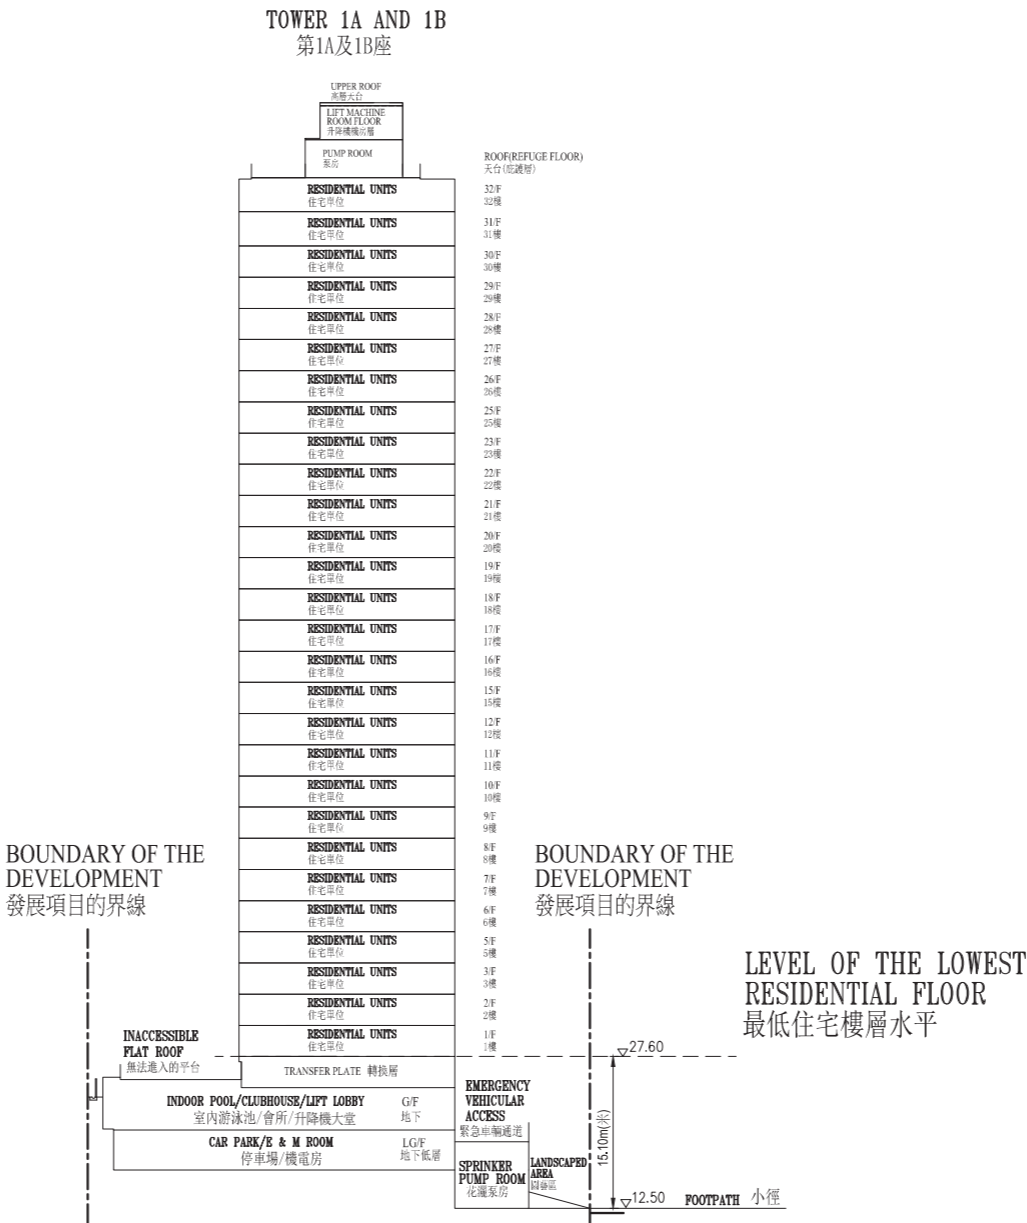 TOWER 1A AND 1B
第1A及1B座
UPPER ROOF
高層天台
LIFT MACHINE
ROOM FLOOR
升降機機房層
PUMP ROOM
泵房
ROOF(REFUGE FLOOR)
天台(庇護層)
RESIDENTIAL UNITS 32/F
住宅單位 32樓
RESIDENTIAL UNITS 31/F
住宅單位 31樓
RESIDENTIAL UNITS 30/F
住宅單位 30樓
RESIDENTIAL UNITS 29/F
住宅單位 29樓
RESIDENTIAL UNITS 28/F
住宅單位 28樓
RESIDENTIAL UNITS 27/F
住宅單位 27樓
RESIDENTIAL UNITS 26/F
住宅單位 26樓
RESIDENTIAL UNITS 25/F
住宅單位 25樓
RESIDENTIAL UNITS 23/F
住宅單位 23樓
RESIDENTIAL UNITS 22/F
住宅單位 22樓
RESIDENTIAL UNITS 21/F
住宅單位 21樓
RESIDENTIAL UNITS 20/F
住宅單位 20樓
RESIDENTIAL UNITS 19/F
住宅單位 19樓
RESIDENTIAL UNITS 18/F
住宅單位 18樓
RESIDENTIAL UNITS 17/F
住宅單位 17樓
RESIDENTIAL UNITS 16/F
住宅單位 16樓
RESIDENTIAL UNITS 15/F
住宅單位 15樓
RESIDENTIAL UNITS 12/F
住宅單位 12樓
RESIDENTIAL UNITS 11/F
住宅單位 11樓
RESIDENTIAL UNITS 10/F
住宅單位 10樓
RESIDENTIAL UNITS 9/F
住宅單位 9樓
RESIDENTIAL UNITS 8/F
住宅單位 8樓
RESIDENTIAL UNITS 7/F
住宅單位 7樓
RESIDENTIAL UNITS 6/F
住宅單位 6樓
RESIDENTIAL UNITS 5/F
住宅單位 5樓
RESIDENTIAL UNITS 3/F
住宅單位 3樓
RESIDENTIAL UNITS 2/F
住宅單位 2樓
RESIDENTIAL UNITS 1/F
住宅單位 1樓
BOUNDARY OF THE
DEVELOPMENT
發展項目的界線
BOUNDARY OF THE
DEVELOPMENT
發展項目的界線
LEVEL OF THE LOWEST
RESIDENTIAL FLOOR
最低住宅樓層水平
27.60
INACCESSIBLE
FLAT ROOF
無法進入的平台
TRANSFER PLATE 轉換層
INDOOR POOL/CLUBHOUSE/LIFT LOBBY G/F
室內游泳池/會所/升降機大堂 地下
CAR PARK/E & M ROOM LG/F
停車場/機電房 地下低層
EMERGENCY
VEHICULAR
ACCESS
緊急車輛通道
SPRINKER
PUMP ROOM
花灑泵房
LANDSCAPED
AREA
園藝區
15.10m(米)
12.50 FOOTPATH 小徑